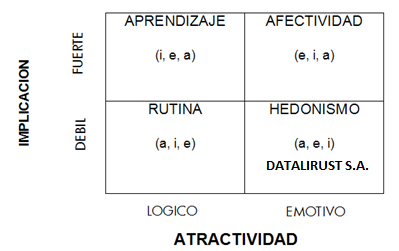 APRENDIZAJE
AFECTIVIDAD
(i, e, a)
(e, i, a)
FUERTE
IMPLICACION
RUTINA
HEDONISMO
(a, i, e)
(a, e, i)
DEBIL
DATALIRUST S.A.
LOGICO
EMOTIVO
ATRACTIVIDAD